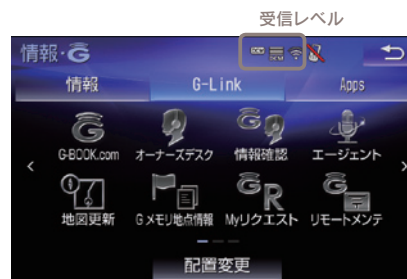 受信レベル
情報・G
情報 G-Link Apps
G-BOOK.com オーナーズデスク 情報確認 エージェント
地図更新 Gメモリ地点情報 Myリクエスト リモートメンテ
配置変更